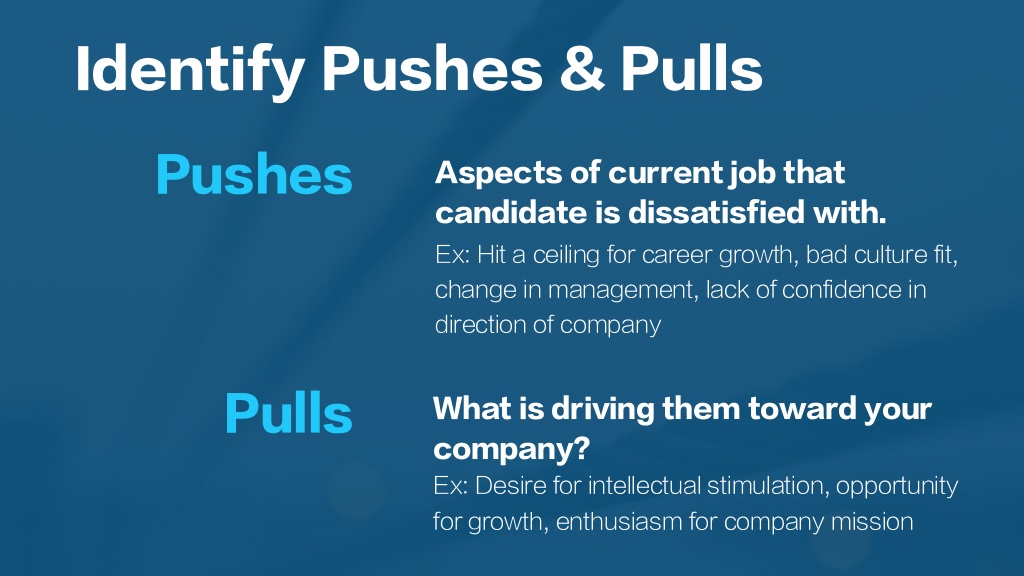 Identify Pushes & Pulls
Pushes
Aspects of current job that
candidate is dissatisfied with.
Ex: Hit a ceiling for career growth, bad culture fit,
change in management, lack of confidence in
direction of company
Pulls
What is driving them toward your
company?
Ex: Desire for intellectual stimulation, opportunity
for growth, enthusiasm for company mission